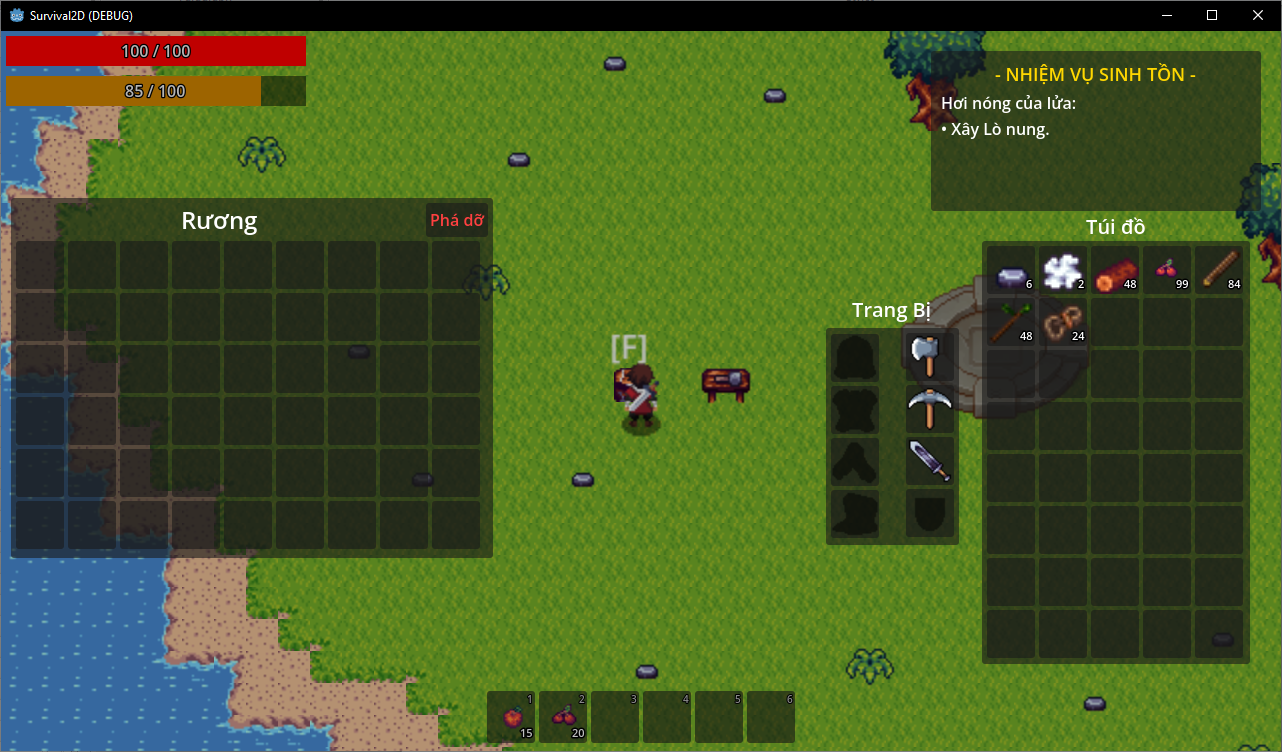 Survival2D (DEBUG)
100 / 100
85 / 100
- NHIỆM VỤ SINH TỒN -
Hơi nóng của lửa:
• Xây Lò nung.
Rương
Phá dỡ
Túi đồ
6
2
48
99
84
48
24
Trang Bị
[F]
1
15
2
20
3
4
5
6